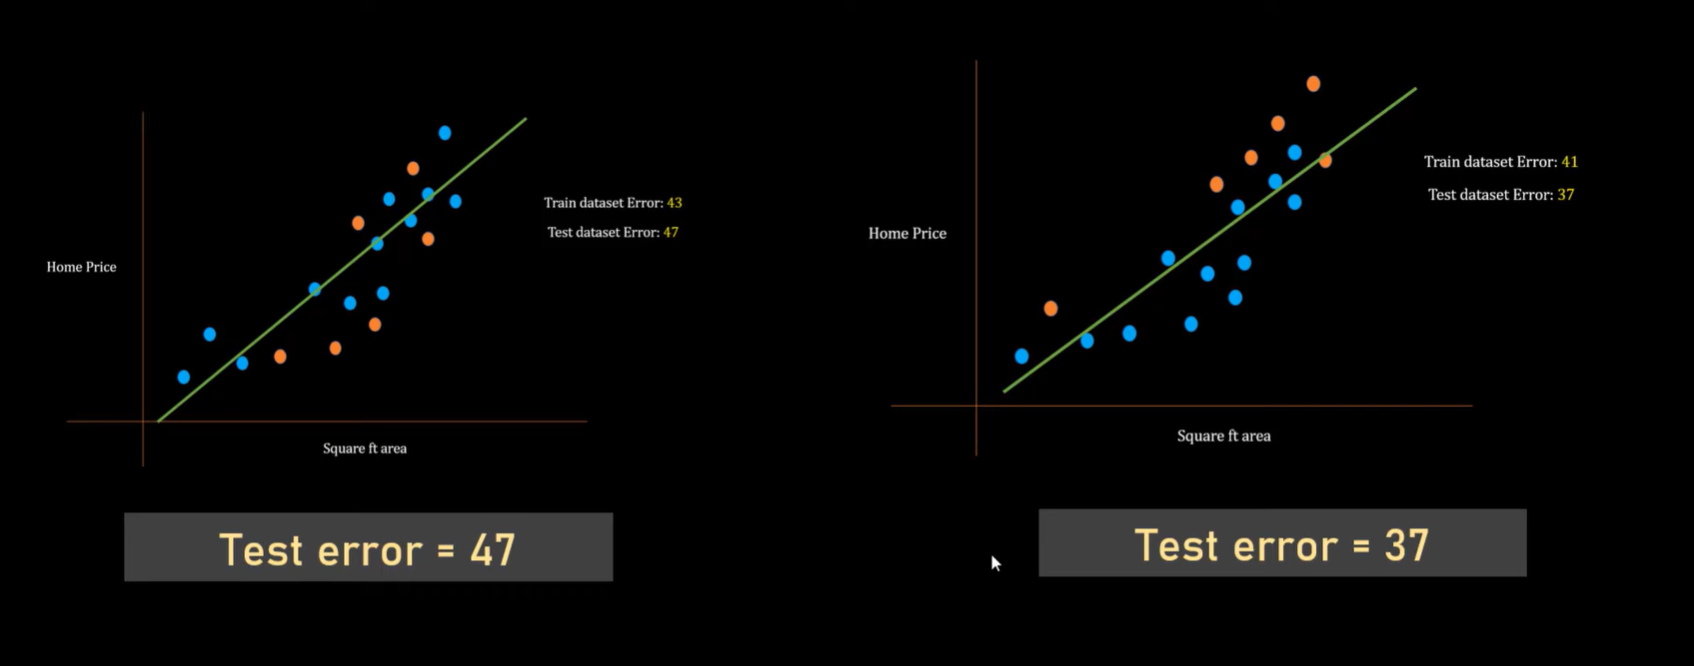 Home Price
Train dataset Error: 43
Test dataset Error: 47
Square ft area
Test error = 47
Home Price
Train dataset Error: 41
Test dataset Error: 37
Square ft area
Test error = 37